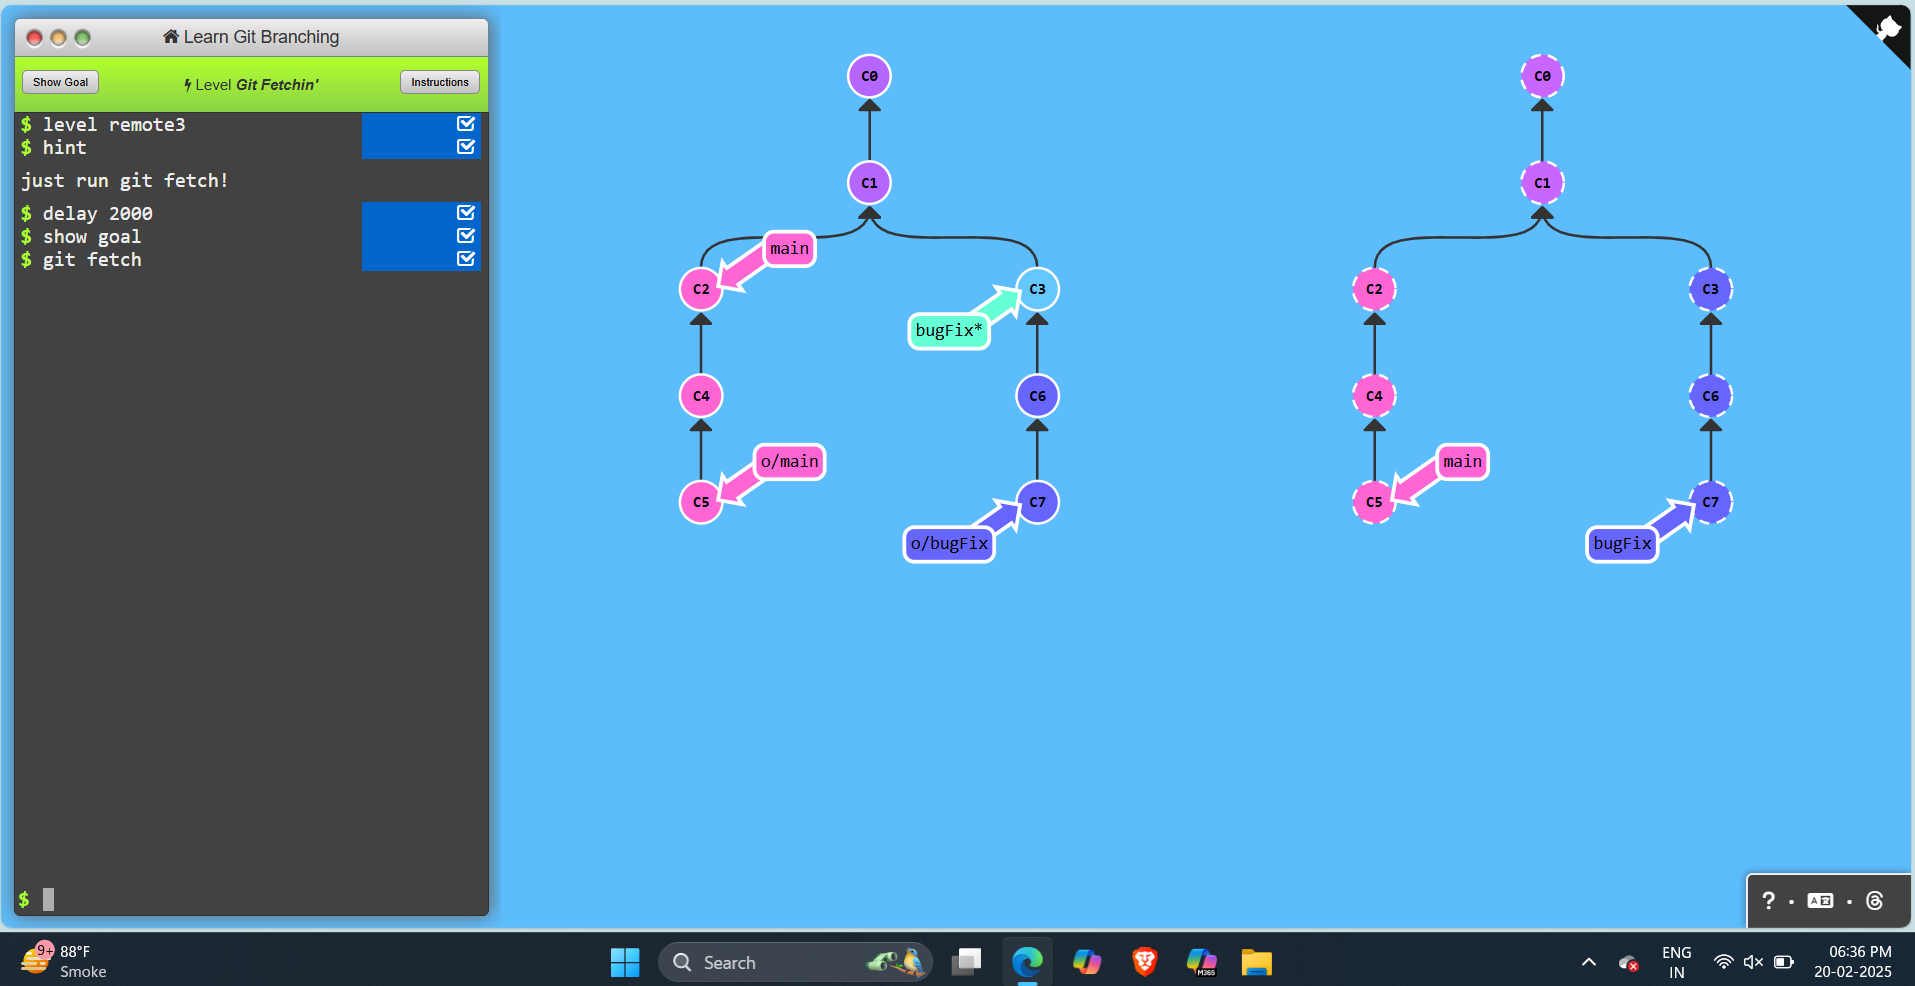 Learn Git Branching
Show Goal
Level Git Fetchin'
Instructions
$ level remote3
$ hint
just run git fetch!
$ delay 2000
$ show goal
$ git fetch
$
C0
C1
main
C2
C3
bugFix*
C4
C6
o/main
C5
C7
o/bugFix
C0
C1
C2
C3
C4
C6
main
C5
C7
bugFix
?
9+
88°F
Smoke
Search
M365
ENG
IN
06:36 PM
20-02-2025